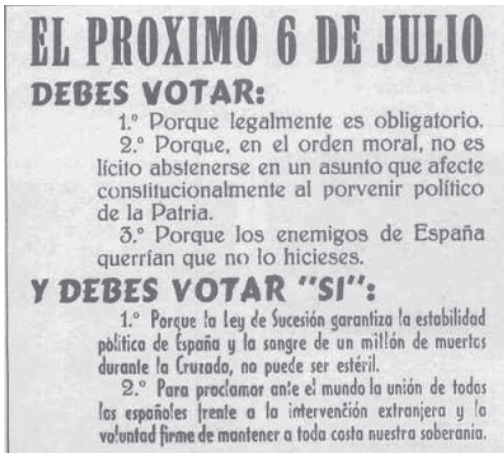 EL PROXIMO 6 DE JULIO
DEBES VOTAR:
1.º Porque legalmente es obligatorio.
2.º Porque, en el orden moral, no es
lícito abstenerse en un asunto que afecte
constitucionalmente al porvenir político
de la Patria.
3.º Porque los enemigos de España
querrían que no lo hicieses.
Y DEBES VOTAR "SI":
1.º Porque la Ley de Sucesión garantiza la estabilidad
política de España y la sangre de un millón de muertos
durante la Cruzada, no puede ser estéril.
2.º Para proclamar ante el mundo la unión de todos
los españoles frente a la intervención extranjera y la
voluntad firme de mantener a toda costa nuestra soberanía.